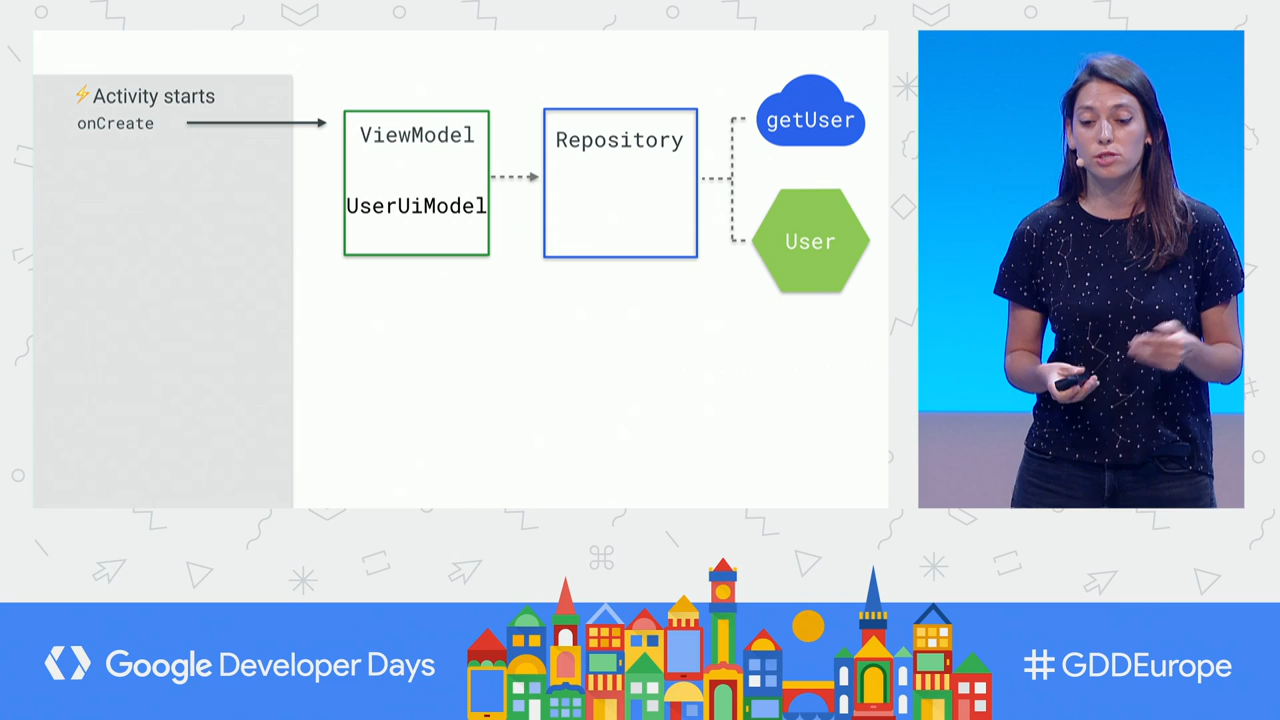 ⚡Activity starts
onCreate
ViewModel
UserUiModel
Repository
getUser
User
Google Developer Days
#GDDEurope